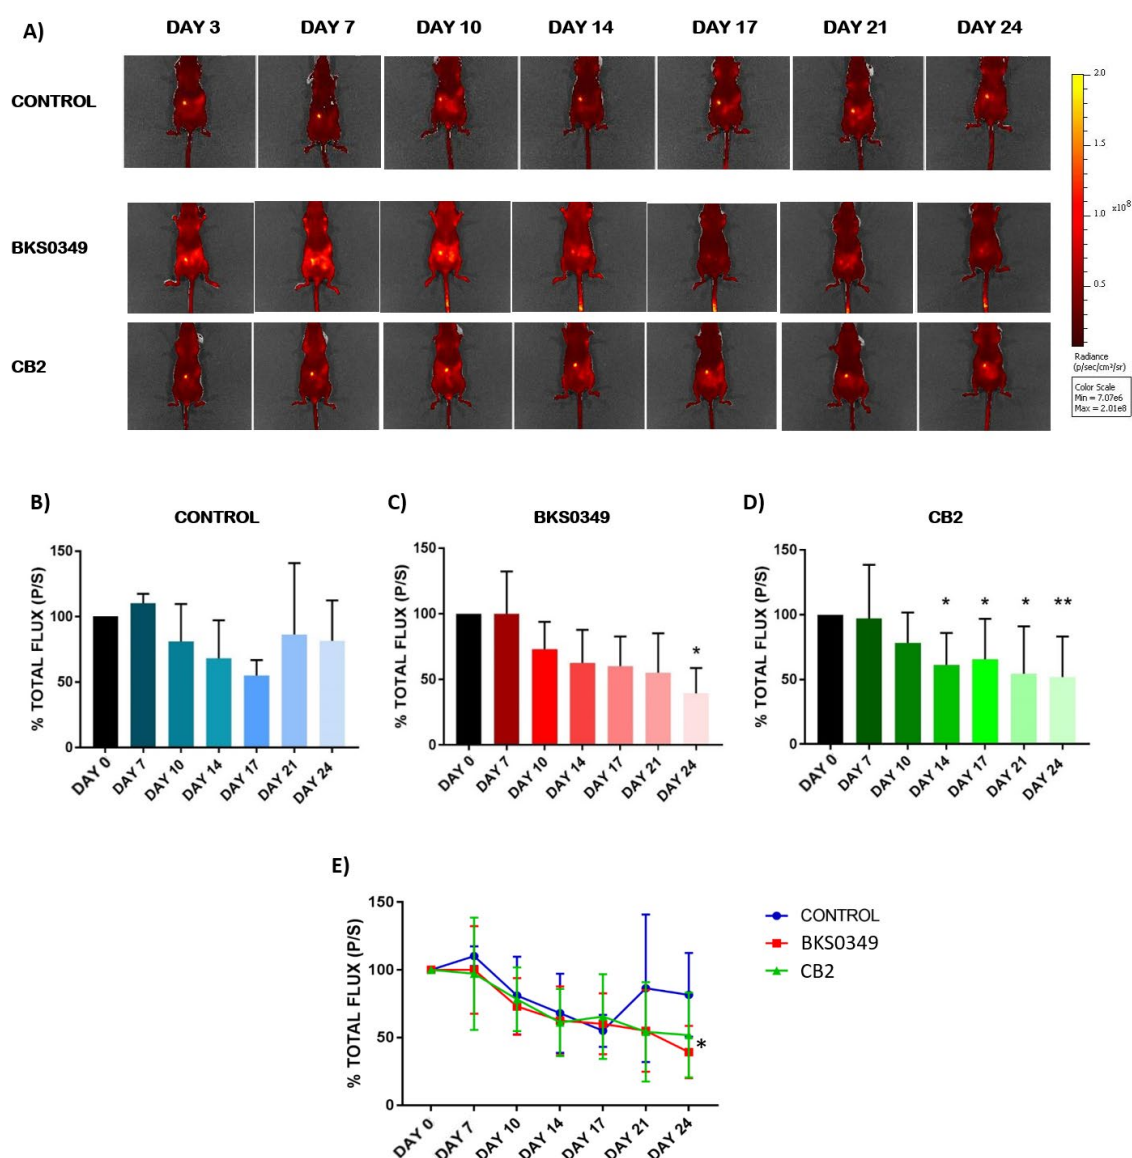 A)
DAY 3 DAY 7 DAY 10 DAY 14 DAY 17 DAY 21 DAY 24
CONTROL
BKS0349
CB2
2.0
1.5
1.0 x10⁸
0.5
Radiance
(p/sec/cm²/sr)
Color Scale
Min = 7.07e6
Max = 2.01e8
B)
CONTROL
% TOTAL FLUX (P/S)
150
100
50
0
DAY 0 DAY 7 DAY 10 DAY 14 DAY 17 DAY 21 DAY 24
C)
BKS0349
% TOTAL FLUX (P/S)
150
100
50
0
*
DAY 0 DAY 7 DAY 10 DAY 14 DAY 17 DAY 21 DAY 24
D)
CB2
% TOTAL FLUX (P/S)
150
100
50
0
* * * **
DAY 0 DAY 7 DAY 10 DAY 14 DAY 17 DAY 21 DAY 24
E)
% TOTAL FLUX (P/S)
150
100
50
0
*
DAY 0 DAY 7 DAY 10 DAY 14 DAY 17 DAY 21 DAY 24
CONTROL
BKS0349
CB2